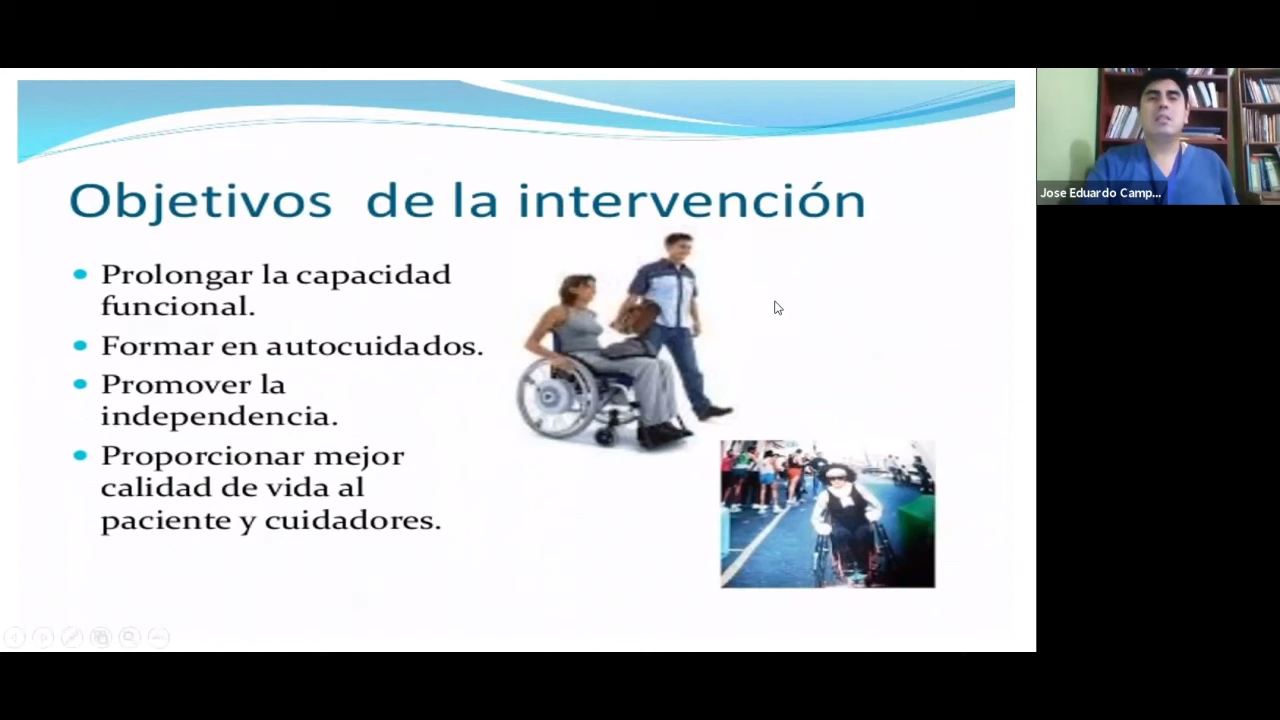 Objetivos de la intervención
Prolongar la capacidad
funcional.
Formar en autocuidados.
Promover la
independencia.
Proporcionar mejor
calidad de vida al
paciente y cuidadores.
Jose Eduardo Camp...